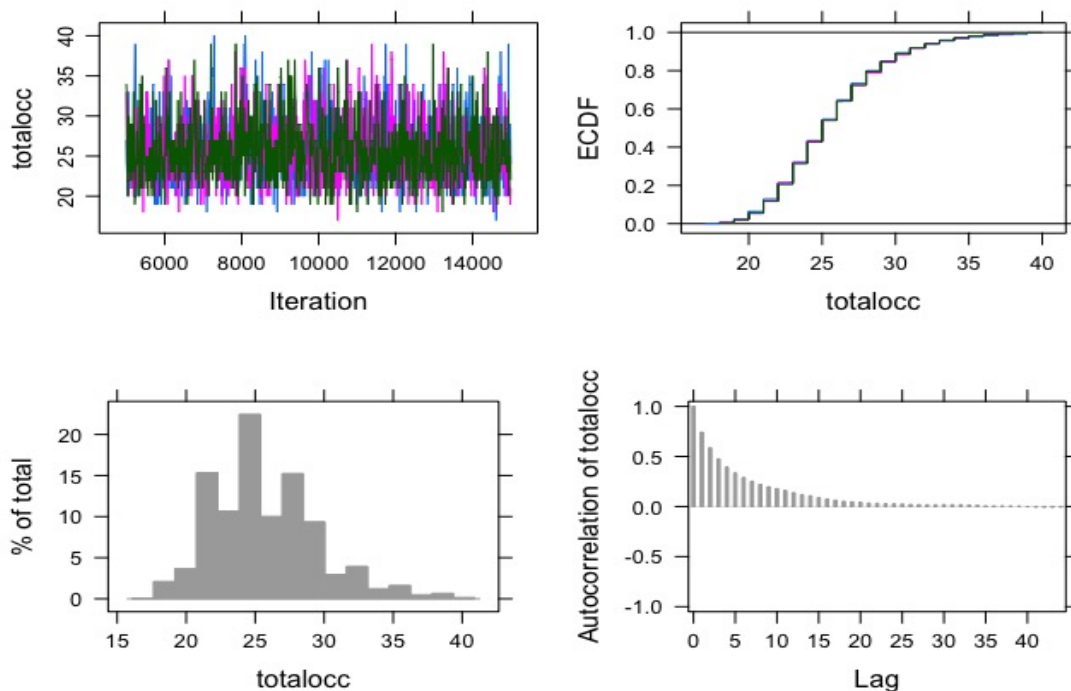 totalocc
40
35
30
25
20
6000 8000 10000 12000 14000
Iteration
ECDF
1.0
0.8
0.6
0.4
0.2
0.0
20 25 30 35 40
totalocc
% of total
20
15
10
5
0
15 20 25 30 35 40
totalocc
Autocorrelation of totalocc
1.0
0.5
0.0
-0.5
-1.0
0 5 10 15 20 25 30 35 40
Lag